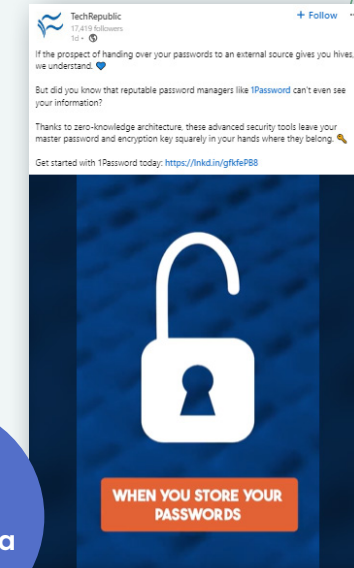 TechRepublic
+ Follow
17,419 followers
1d •
If the prospect of handing over your passwords to an external source gives you hives,
we understand. 💙
But did you know that reputable password managers like 1Password can't even see
your information?
Thanks to zero-knowledge architecture, these advanced security tools leave your
master password and encryption key squarely in your hands where they belong. 🔑
Get started with 1Password today: https://lnkd.in/gfkfePB8
WHEN YOU STORE YOUR
PASSWORDS
a